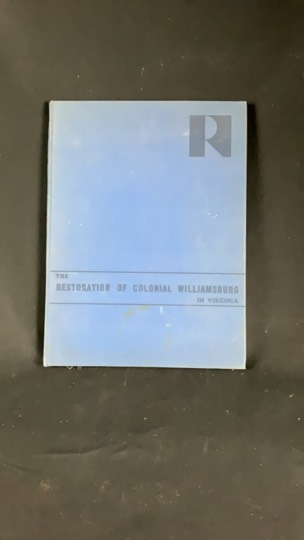 R
THE
RESTORATION OF COLONIAL WILLIAMSBURG
IN VIRGINIA